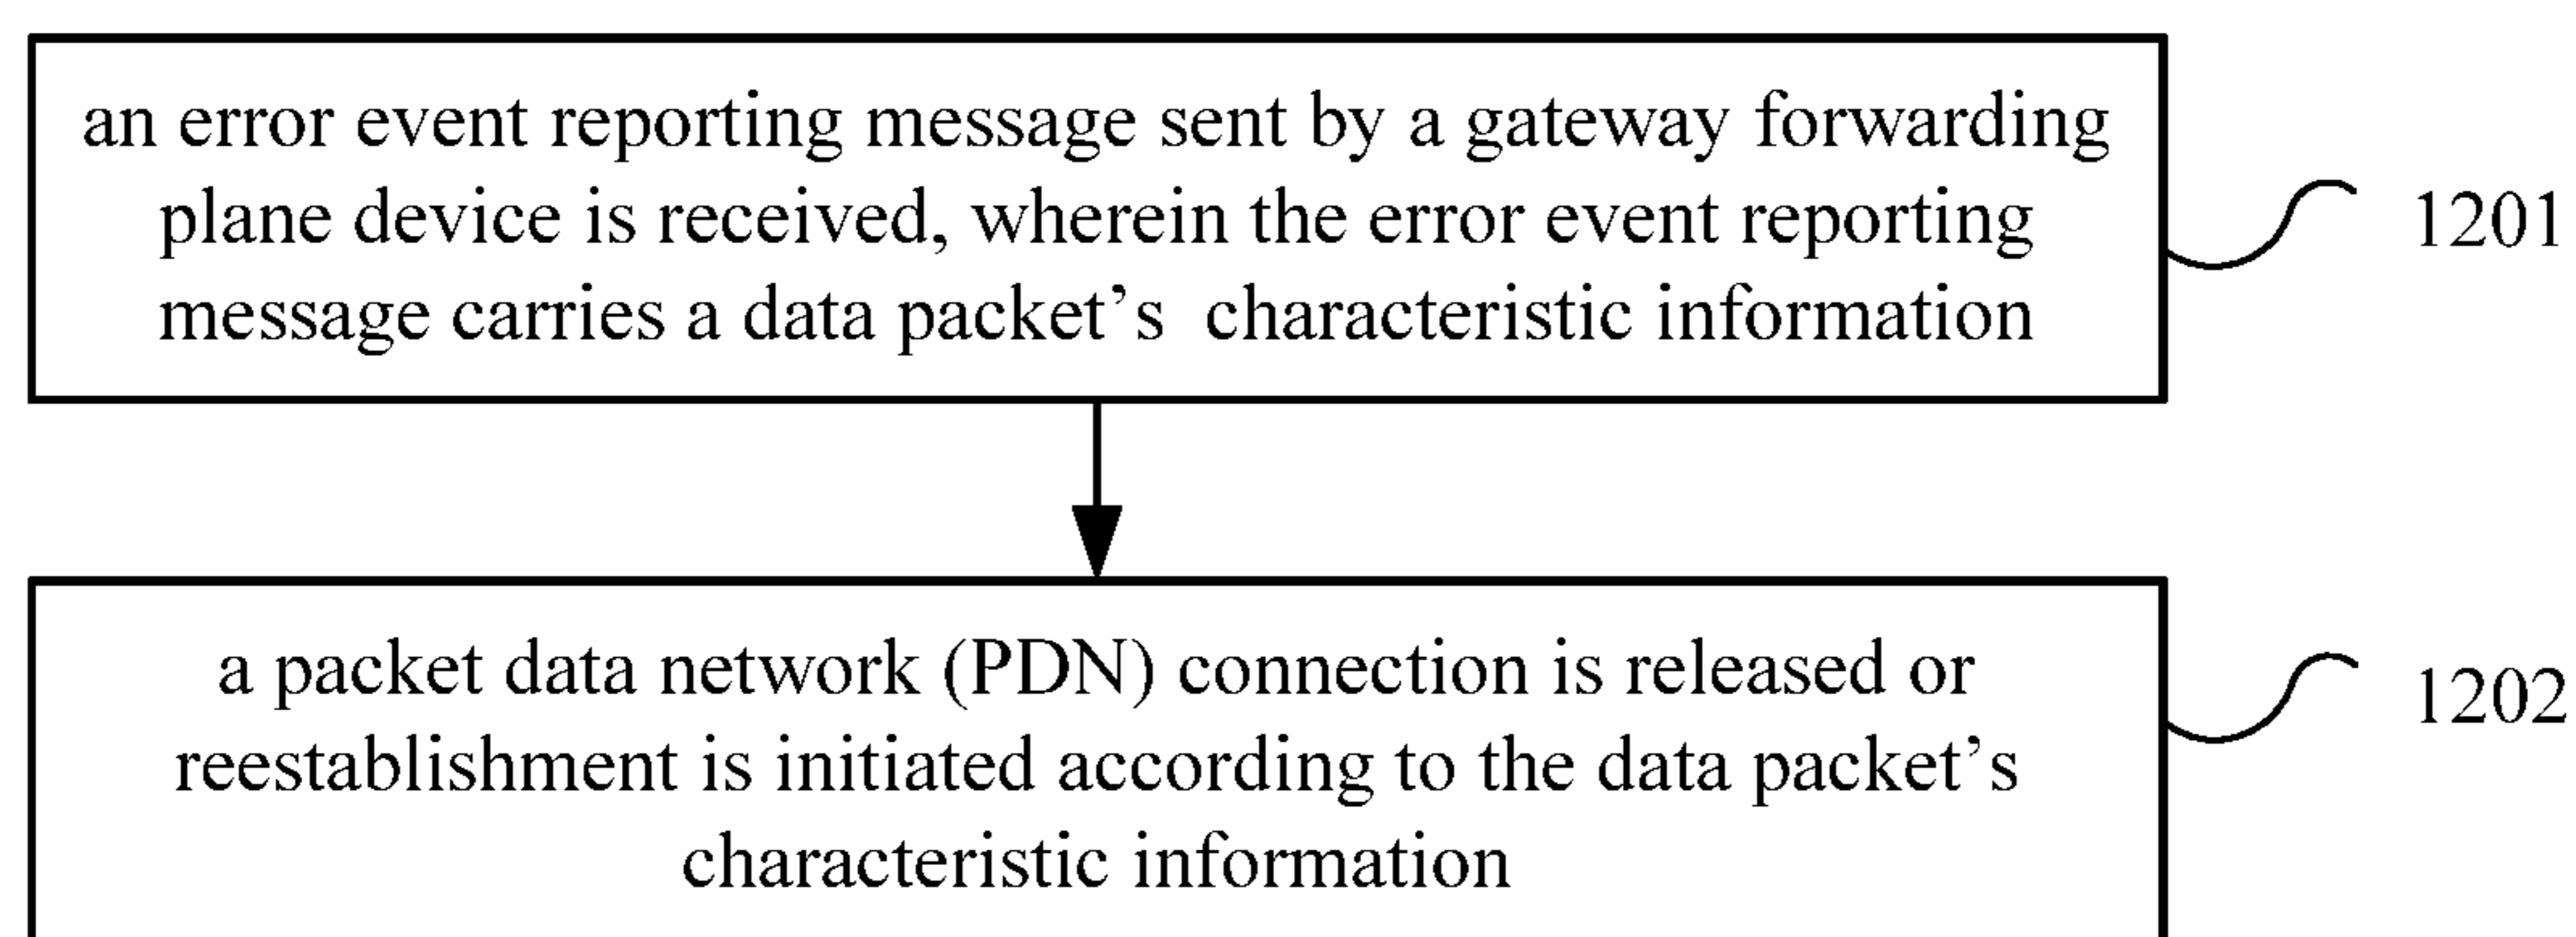 an error event reporting message sent by a gateway forwarding
plane device is received, wherein the error event reporting
message carries a data packet’s  characteristic information
1201
a packet data network (PDN) connection is released or
reestablishment is initiated according to the data packet’s
characteristic information
1202